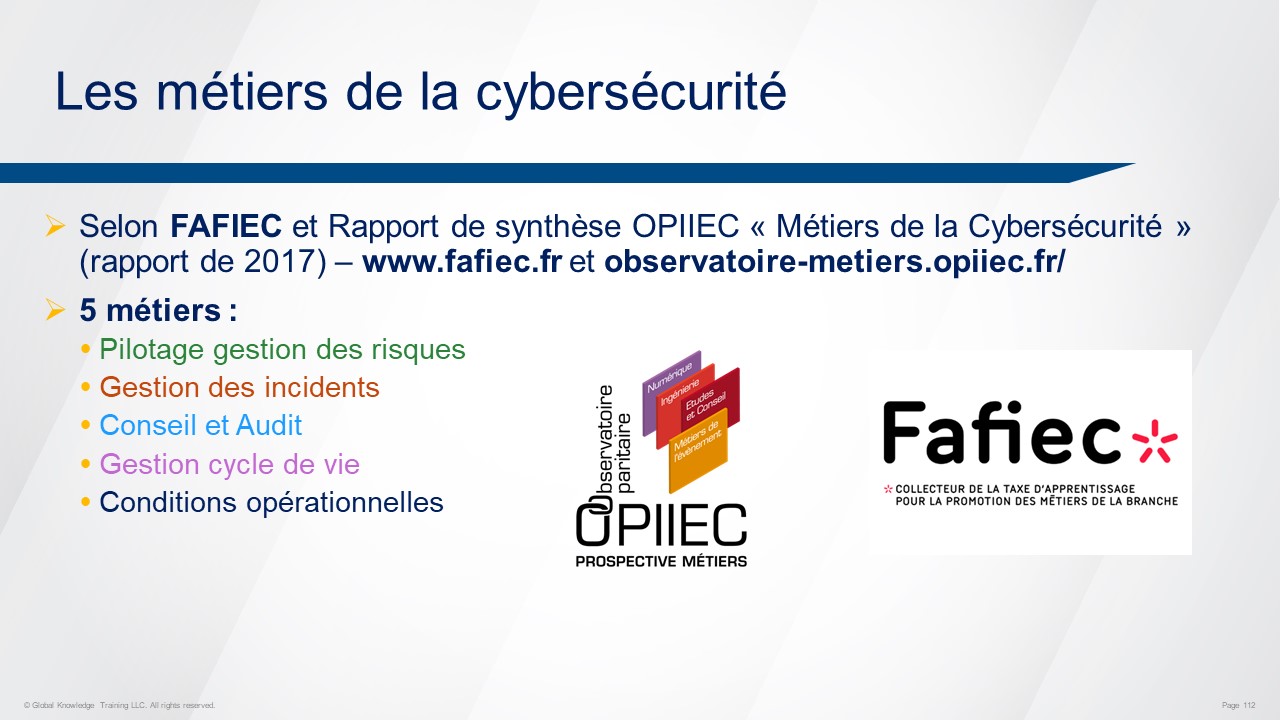 Les métiers de la cybersécurité
Selon FAFIEC et Rapport de synthèse OPIIEC « Métiers de la Cybersécurité »
(rapport de 2017) – www.fafiec.fr et observatoire-metiers.opiiec.fr/
5 métiers :
Pilotage gestion des risques
Gestion des incidents
Conseil et Audit
Gestion cycle de vie
Conditions opérationnelles
Observatoire
paritaire
Numérique
Ingénierie
Etudes
et Conseil
Métiers de
l'événement
OPIIEC
PROSPECTIVE MÉTIERS
Fafiec
COLLECTEUR DE LA TAXE D'APPRENTISSAGE
POUR LA PROMOTION DES MÉTIERS DE LA BRANCHE
© Global Knowledge Training LLC. All rights reserved.
Page 112